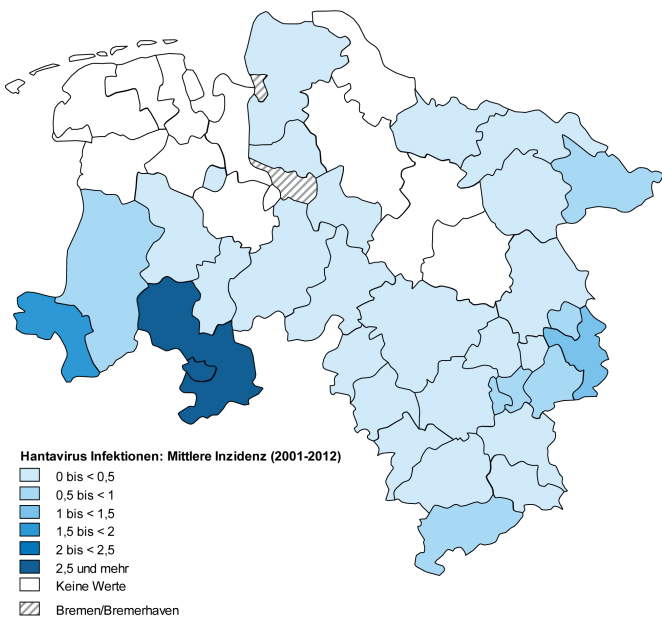 Hantavirus Infektionen: Mittlere Inzidenz (2001-2012)
0 bis < 0,5
0,5 bis < 1
1 bis < 1,5
1,5 bis < 2
2 bis < 2,5
2,5 und mehr
Keine Werte
Bremen/Bremerhaven